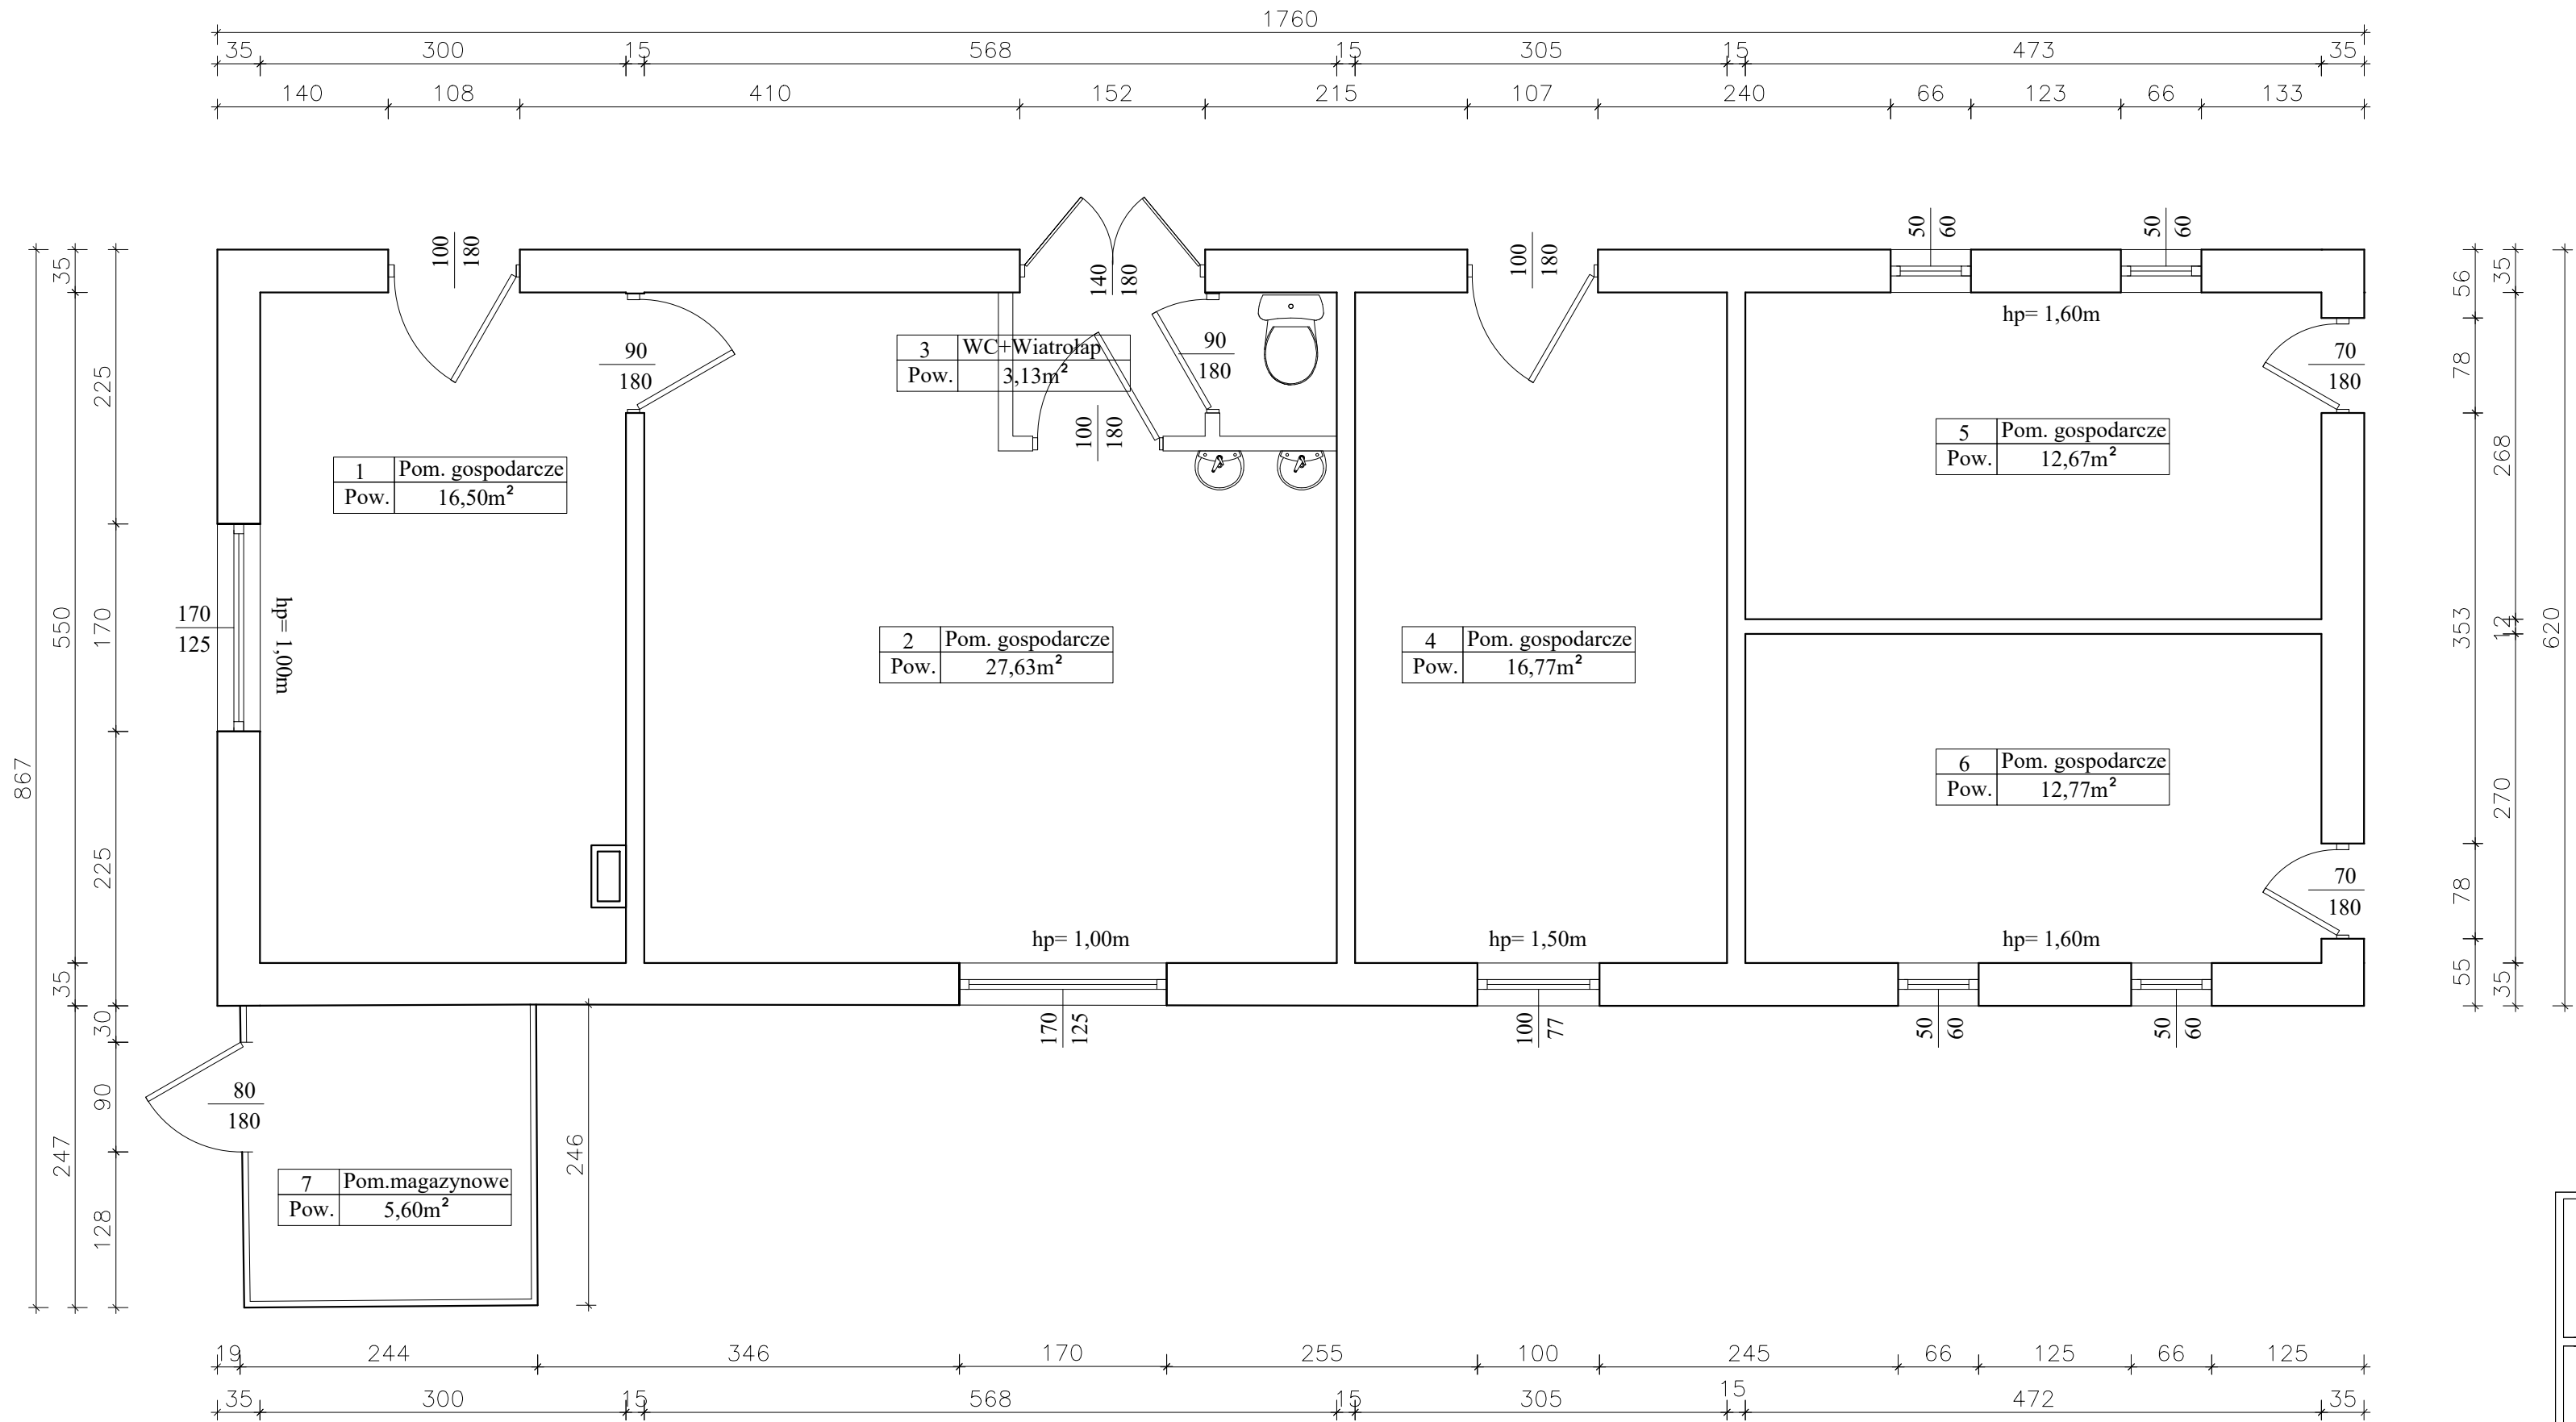 1760
35 300 15 568 15 305 15 473 35
140 108 410 152 215 107 240 66 123 66 133
100
180
140
180
100
180
50
60
50
60
hp= 1,60m
90
180
3 WC+Wiatrołap
Pow. 3,13m²
90
180
100
180
70
180
1 Pom. gospodarcze
Pow. 16,50m²
5 Pom. gospodarcze
Pow. 12,67m²
170
125
hp= 1,00m
2 Pom. gospodarcze
Pow. 27,63m²
4 Pom. gospodarcze
Pow. 16,77m²
6 Pom. gospodarcze
Pow. 12,77m²
70
180
hp= 1,00m
hp= 1,50m
hp= 1,60m
170
125
100
77
50
60
50
60
80
180
7 Pom.magazynowe
Pow. 5,60m²
246
867
35
550
35
247
225
170
225
30
90
128
56
78
353
78
55
35
268
12
270
35
620
19 244 346 170 255 100 245 66 125 66 125
35 300 15 568 15 305 15 472 35